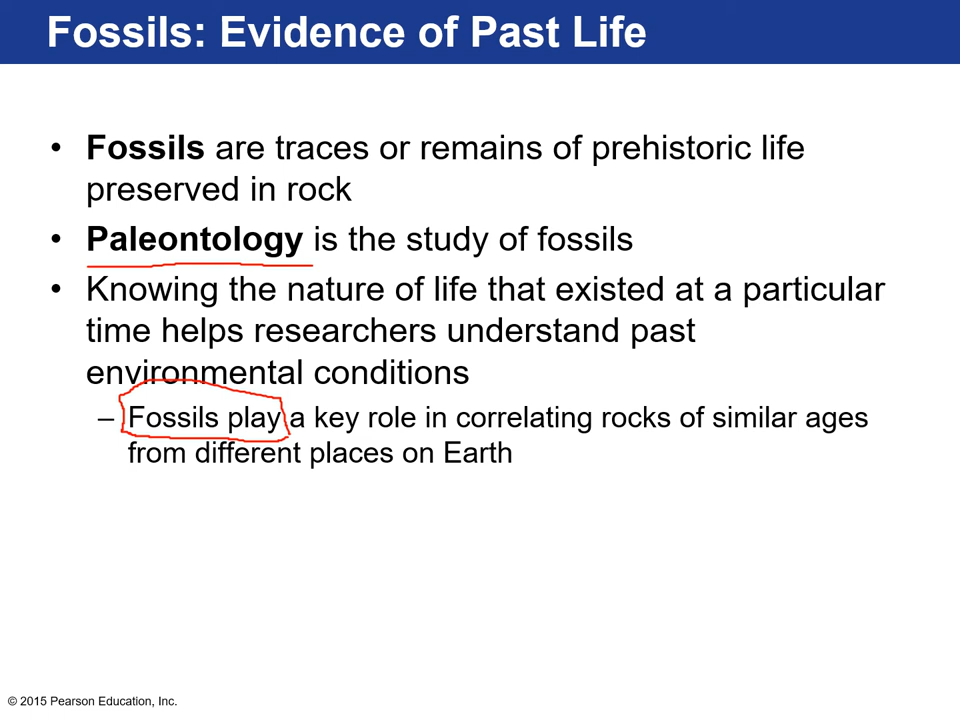 Fossils: Evidence of Past Life
• Fossils are traces or remains of prehistoric life
preserved in rock
• Paleontology is the study of fossils
• Knowing the nature of life that existed at a particular
time helps researchers understand past
environmental conditions
– Fossils play a key role in correlating rocks of similar ages
from different places on Earth
© 2015 Pearson Education, Inc.